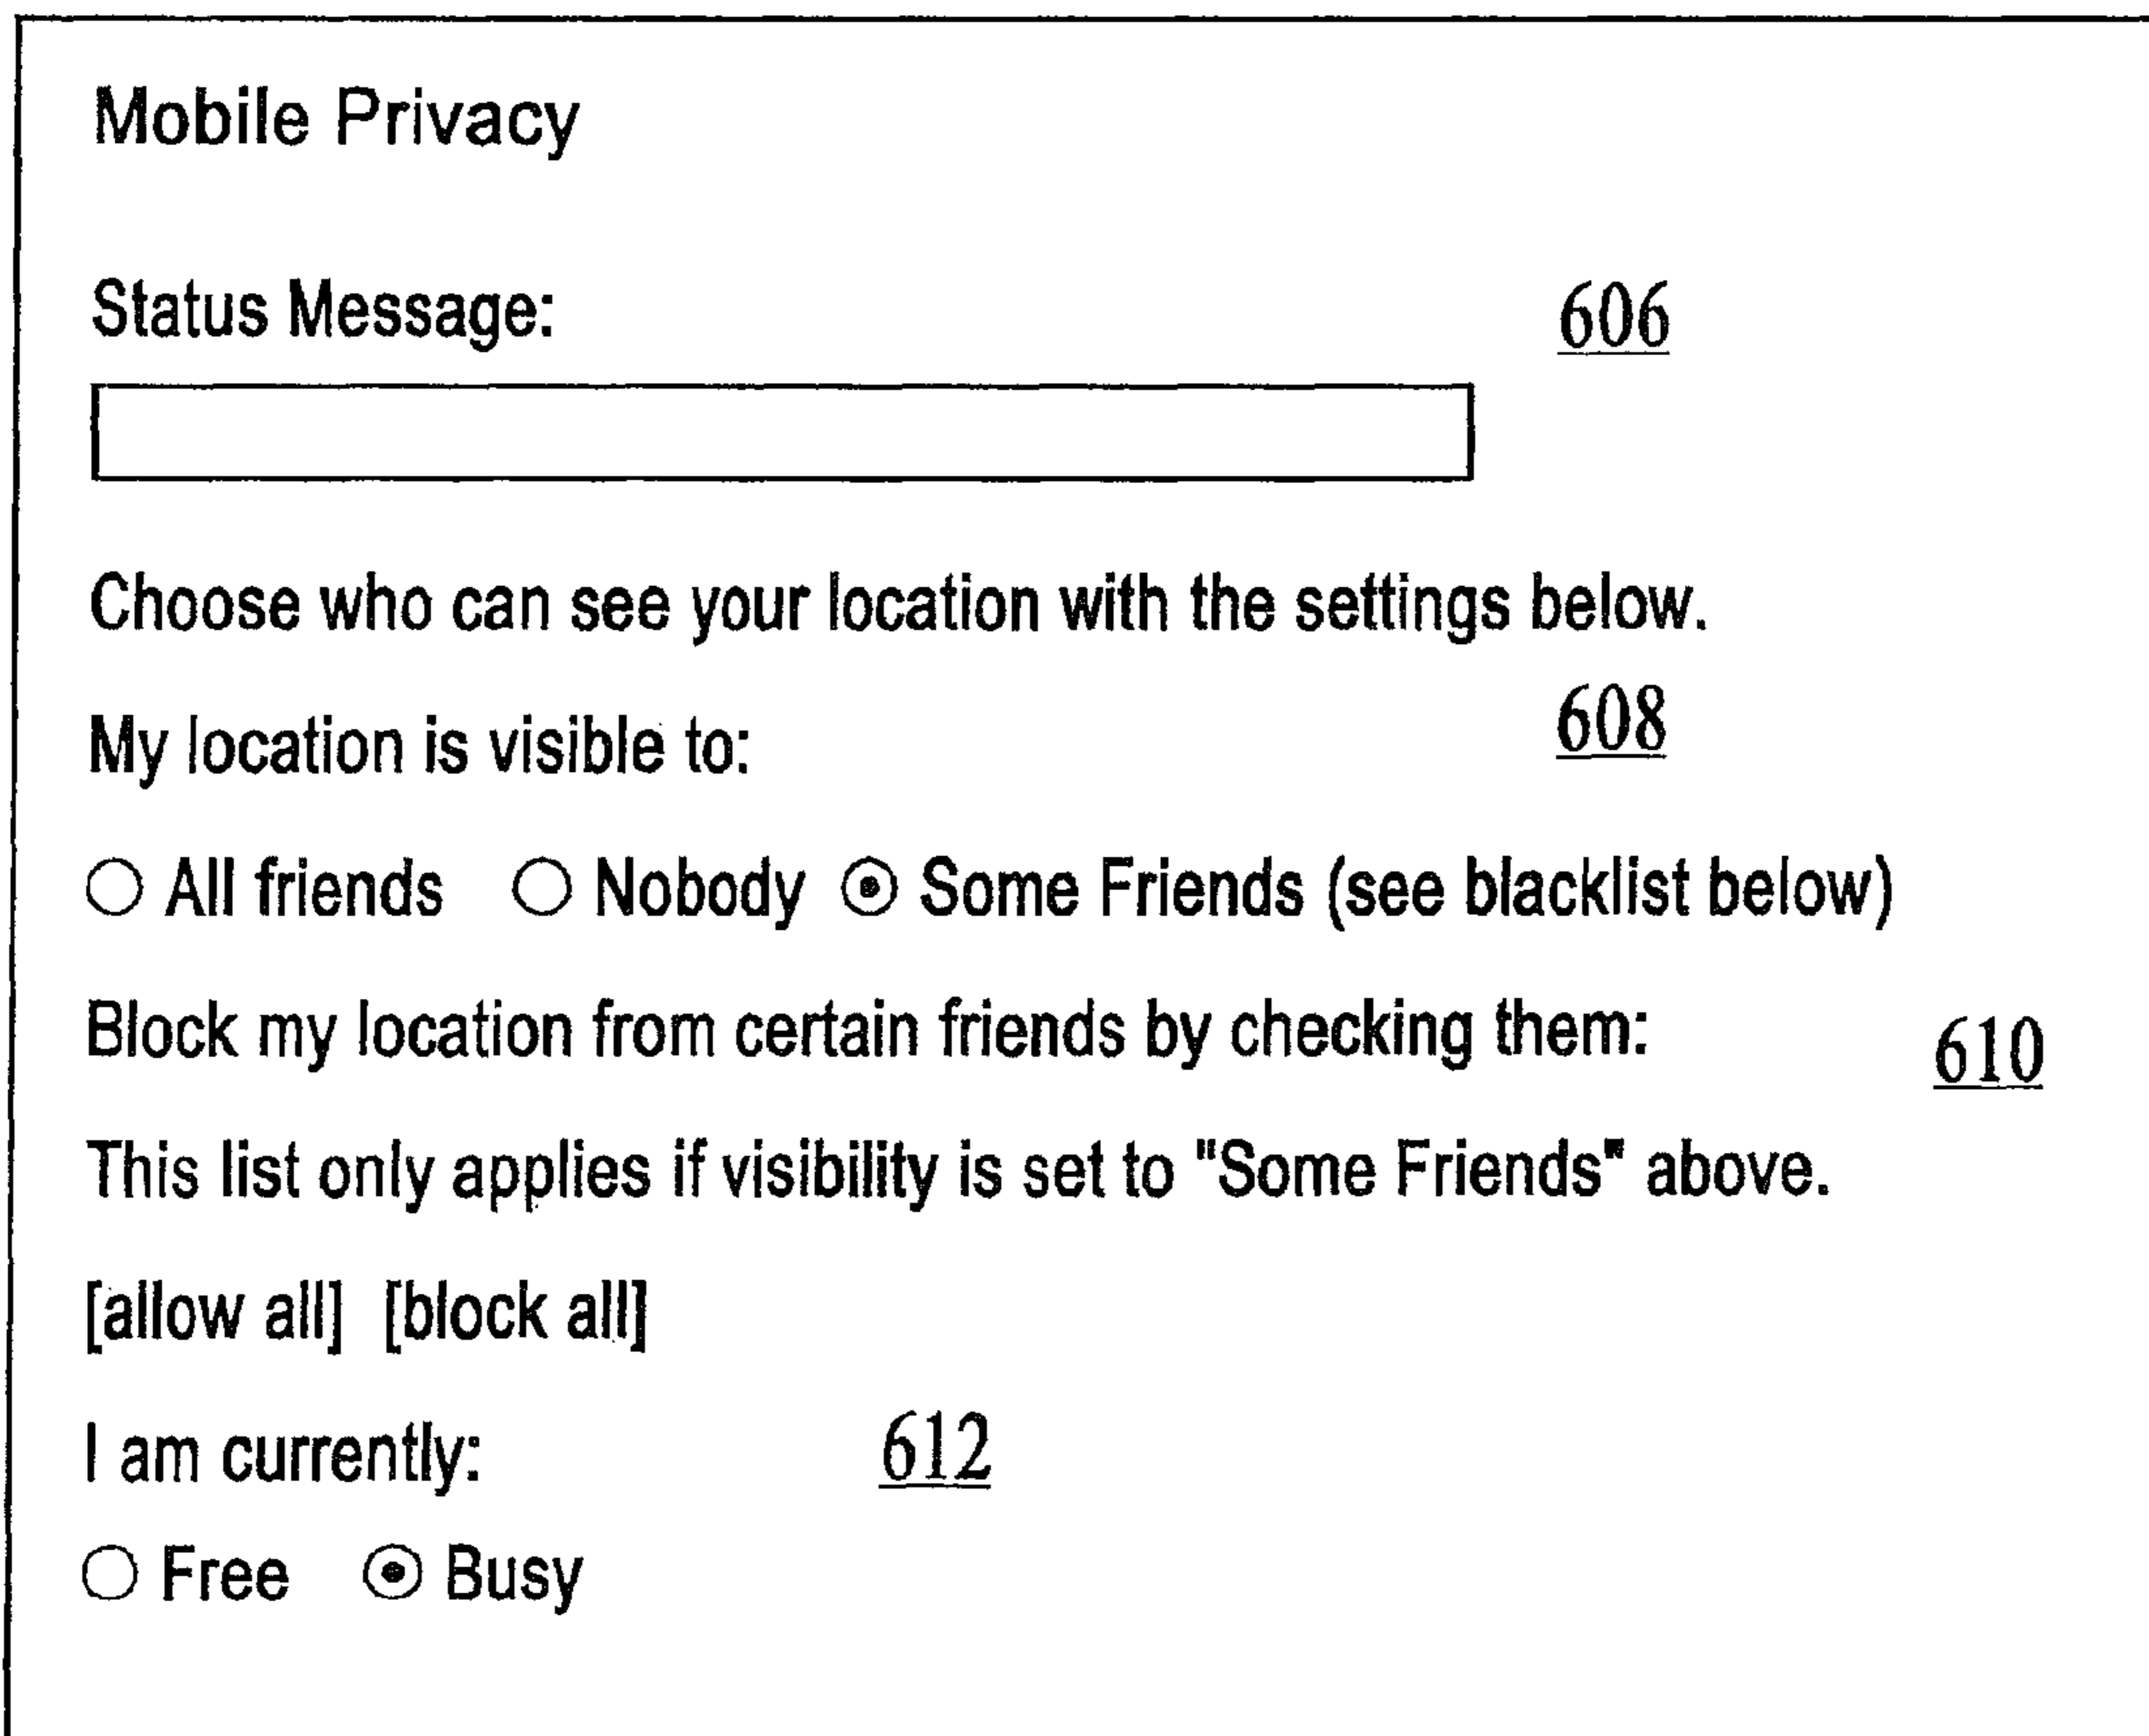 Mobile Privacy
Status Message: 606
Choose who can see your location with the settings below.
My location is visible to: 608
All friends Nobody Some Friends (see blacklist below)
Block my location from certain friends by checking them: 610
This list only applies if visibility is set to "Some Friends" above.
[allow all] [block all]
I am currently: 612
Free Busy